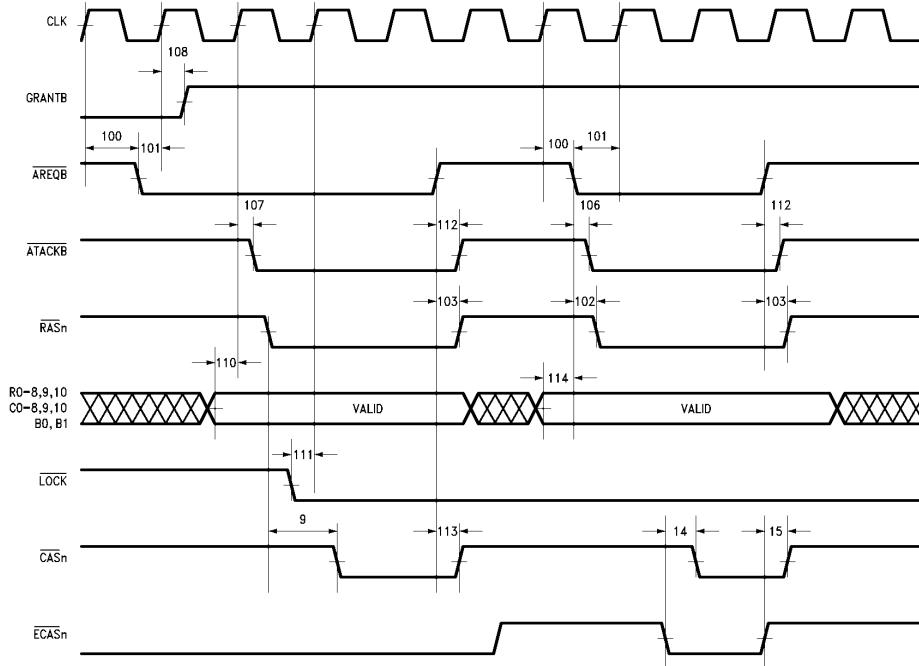 CLK
108
GRANTB
100 101 100 101
AREQB
107 112 106 112
ATACKB
103 102 103
RASn
110 114
R0-8,9,10
C0-8,9,10 VALID VALID
B0, B1
111
LOCK
9 113 14 15
CASn
ECASn